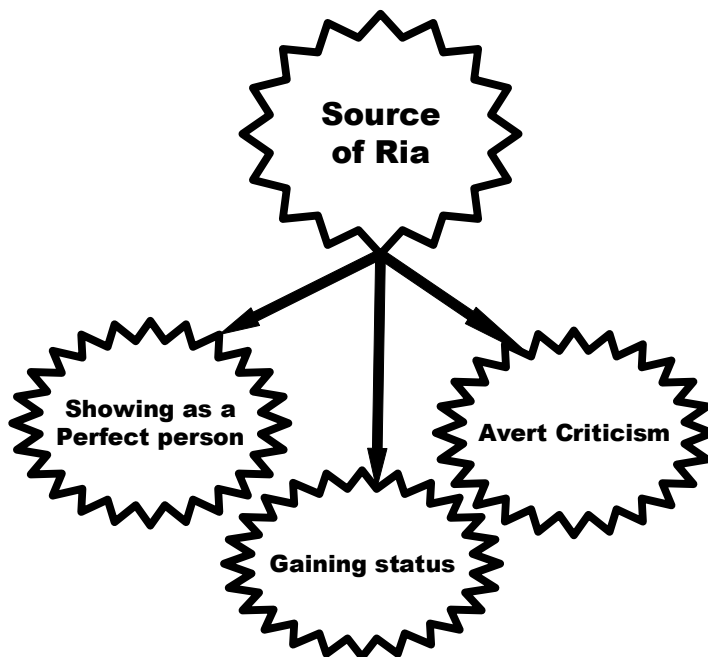 Source
of Ria
Showing as a
Perfect person
Avert Criticism
Gaining status